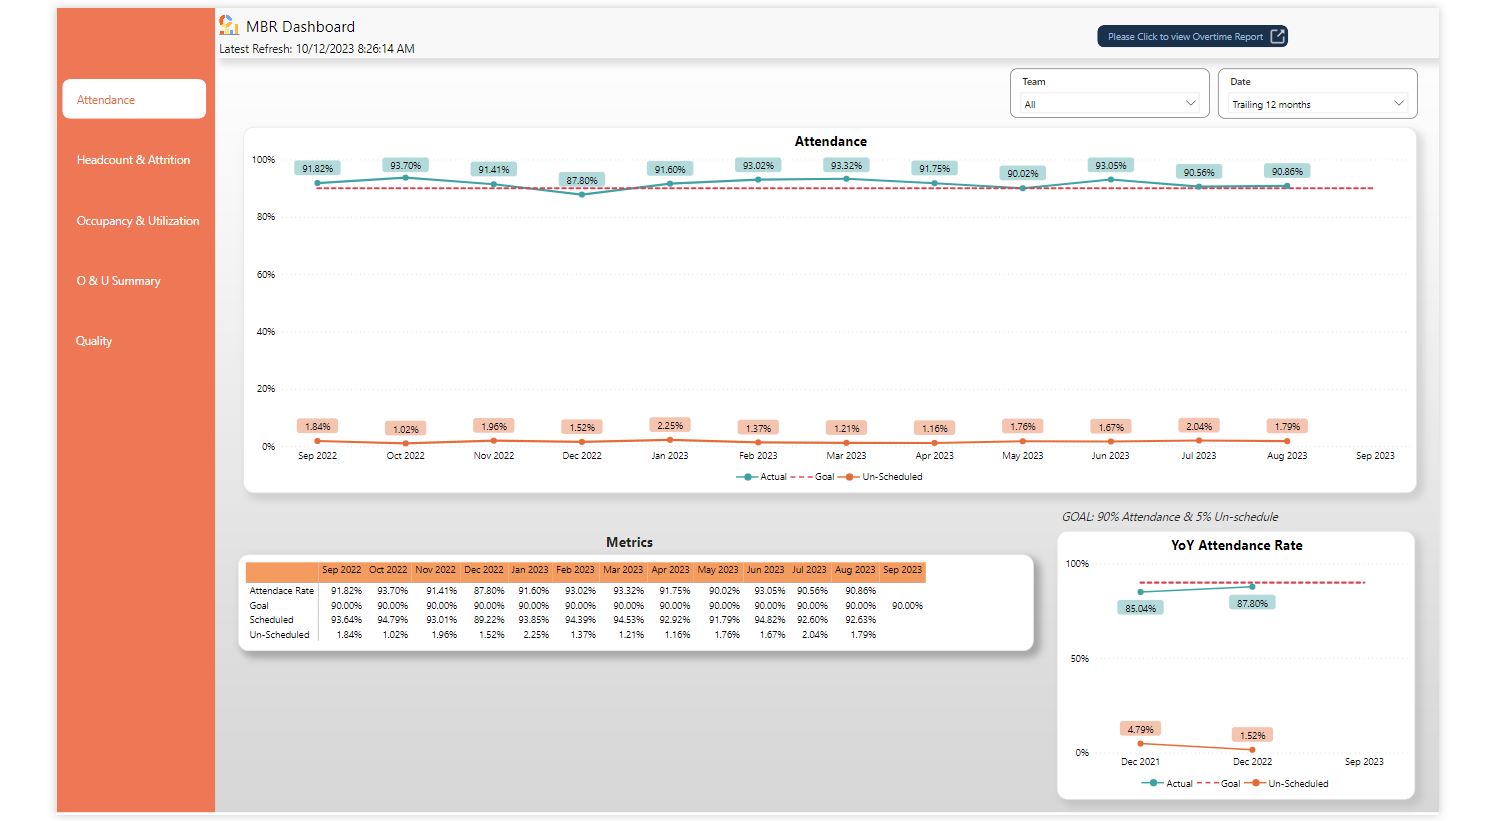 MBR Dashboard
Latest Refresh: 10/12/2023 8:26:14 AM
Please Click to view Overtime Report
Attendance
Headcount & Attrition
Occupancy & Utilization
O & U Summary
Quality
Team
All
Date
Trailing 12 months
Attendance
100%
80%
60%
40%
20%
0%
91.82% 93.70% 91.41% 87.80% 91.60% 93.02% 93.32% 91.75% 90.02% 93.05% 90.56% 90.86%
1.84% 1.02% 1.96% 1.52% 2.25% 1.37% 1.21% 1.16% 1.76% 1.67% 2.04% 1.79%
Sep 2022 Oct 2022 Nov 2022 Dec 2022 Jan 2023 Feb 2023 Mar 2023 Apr 2023 May 2023 Jun 2023 Jul 2023 Aug 2023 Sep 2023
Actual Goal Un-Scheduled
Metrics
Sep 2022 Oct 2022 Nov 2022 Dec 2022 Jan 2023 Feb 2023 Mar 2023 Apr 2023 May 2023 Jun 2023 Jul 2023 Aug 2023 Sep 2023
Attendace Rate 91.82% 93.70% 91.41% 87.80% 91.60% 93.02% 93.32% 91.75% 90.02% 93.05% 90.56% 90.86%
Goal 90.00% 90.00% 90.00% 90.00% 90.00% 90.00% 90.00% 90.00% 90.00% 90.00% 90.00% 90.00% 90.00%
Scheduled 93.64% 94.79% 93.01% 89.22% 93.85% 94.39% 94.53% 92.92% 91.79% 94.82% 92.60% 92.63%
Un-Scheduled 1.84% 1.02% 1.96% 1.52% 2.25% 1.37% 1.21% 1.16% 1.76% 1.67% 2.04% 1.79%
GOAL: 90% Attendance & 5% Un-schedule
YoY Attendance Rate
100%
50%
0%
85.04% 87.80%
4.79% 1.52%
Dec 2021 Dec 2022 Sep 2023
Actual Goal Un-Scheduled